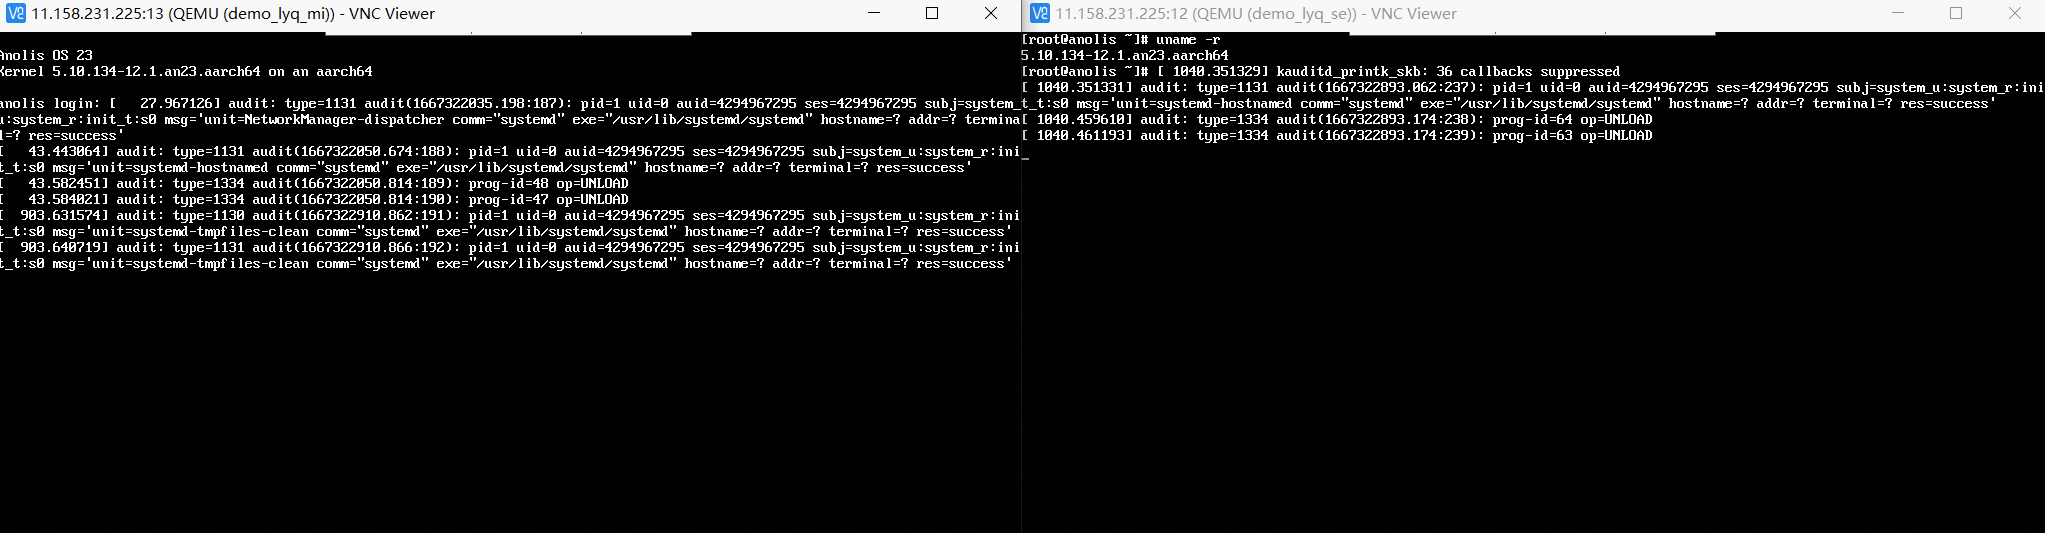 11.158.231.225:13 (QEMU (demo_lyq_mi)) - VNC Viewer
Anolis OS 23
Kernel 5.10.134-12.1.an23.aarch64 on an aarch64
anolis login: [   27.967126] audit: type=1131 audit(1667322035.198:187): pid=1 uid=0 auid=4294967295 ses=4294967295 subj=system_
u:system_r:init_t:s0 msg='unit=NetworkManager-dispatcher comm="systemd" exe="/usr/lib/systemd/systemd" hostname=? addr=? termina
l=? res=success'
[   43.443064] audit: type=1131 audit(1667322050.674:188): pid=1 uid=0 auid=4294967295 ses=4294967295 subj=system_u:system_r:ini
t_t:s0 msg='unit=systemd-hostnamed comm="systemd" exe="/usr/lib/systemd/systemd" hostname=? addr=? terminal=? res=success'
[   43.582451] audit: type=1334 audit(1667322050.814:189): prog-id=48 op=UNLOAD
[   43.584021] audit: type=1334 audit(1667322050.814:190): prog-id=47 op=UNLOAD
[  903.631574] audit: type=1130 audit(1667322910.862:191): pid=1 uid=0 auid=4294967295 ses=4294967295 subj=system_u:system_r:ini
t_t:s0 msg='unit=systemd-tmpfiles-clean comm="systemd" exe="/usr/lib/systemd/systemd" hostname=? addr=? terminal=? res=success'
[  903.640719] audit: type=1131 audit(1667322910.866:192): pid=1 uid=0 auid=4294967295 ses=4294967295 subj=system_u:system_r:ini
t_t:s0 msg='unit=systemd-tmpfiles-clean comm="systemd" exe="/usr/lib/systemd/systemd" hostname=? addr=? terminal=? res=success'
11.158.231.225:12 (QEMU (demo_lyq_se)) - VNC Viewer
[root@anolis ~]# uname -r
5.10.134-12.1.an23.aarch64
[root@anolis ~]# [ 1040.351329] kauditd_printk_skb: 36 callbacks suppressed
[ 1040.351331] audit: type=1131 audit(1667322893.062:237): pid=1 uid=0 auid=4294967295 ses=4294967295 subj=system_u:system_r:ini
t_t:s0 msg='unit=systemd-hostnamed comm="systemd" exe="/usr/lib/systemd/systemd" hostname=? addr=? terminal=? res=success'
[ 1040.459610] audit: type=1334 audit(1667322893.174:238): prog-id=64 op=UNLOAD
[ 1040.461193] audit: type=1334 audit(1667322893.174:239): prog-id=63 op=UNLOAD